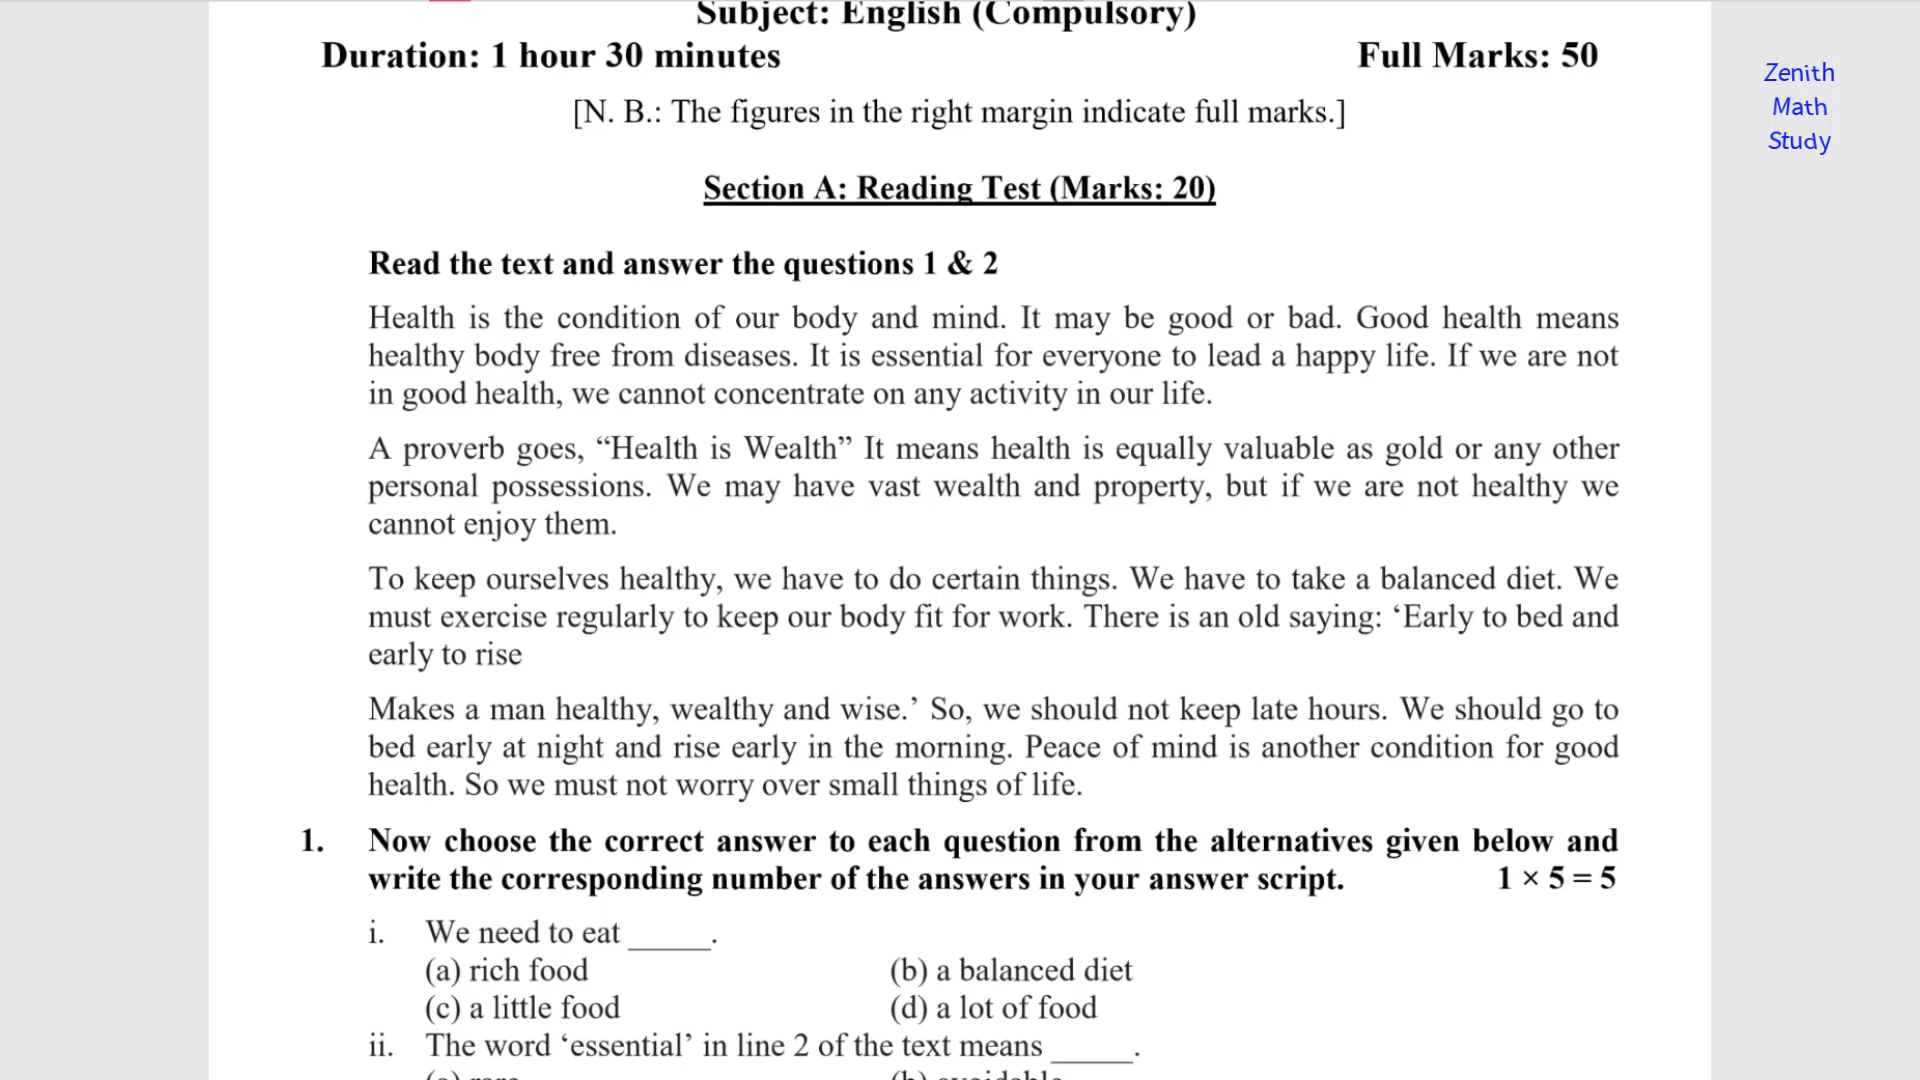 Subject: English (Compulsory)
Duration: 1 hour 30 minutes Full Marks: 50
Zenith
Math
Study
[N. B.: The figures in the right margin indicate full marks.]
Section A: Reading Test (Marks: 20)
Read the text and answer the questions 1 & 2
Health is the condition of our body and mind. It may be good or bad. Good health means
healthy body free from diseases. It is essential for everyone to lead a happy life. If we are not
in good health, we cannot concentrate on any activity in our life.
A proverb goes, “Health is Wealth” It means health is equally valuable as gold or any other
personal possessions. We may have vast wealth and property, but if we are not healthy we
cannot enjoy them.
To keep ourselves healthy, we have to do certain things. We have to take a balanced diet. We
must exercise regularly to keep our body fit for work. There is an old saying: ‘Early to bed and
early to rise
Makes a man healthy, wealthy and wise.’ So, we should not keep late hours. We should go to
bed early at night and rise early in the morning. Peace of mind is another condition for good
health. So we must not worry over small things of life.
1. Now choose the correct answer to each question from the alternatives given below and
write the corresponding number of the answers in your answer script. 1 × 5 = 5
i. We need to eat _____.
(a) rich food (b) a balanced diet
(c) a little food (d) a lot of food
ii. The word ‘essential’ in line 2 of the text means _____.